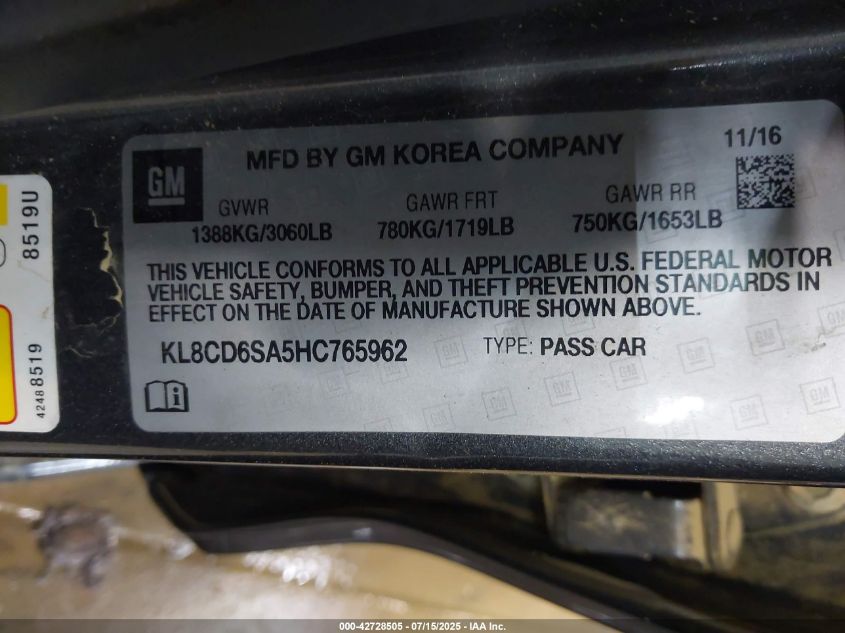 GM
MFD BY GM KOREA COMPANY
11/16
GVWR
GAWR FRT
GAWR RR
1388KG/3060LB
780KG/1719LB
750KG/1653LB
THIS VEHICLE CONFORMS TO ALL APPLICABLE U.S. FEDERAL MOTOR
VEHICLE SAFETY, BUMPER, AND THEFT PREVENTION STANDARDS IN
EFFECT ON THE DATE OF MANUFACTURE SHOWN ABOVE.
KL8CD6SA5HC765962
TYPE: PASS CAR
8519U
42488519
000-42728505 - 07/15/2025 - IAA Inc.